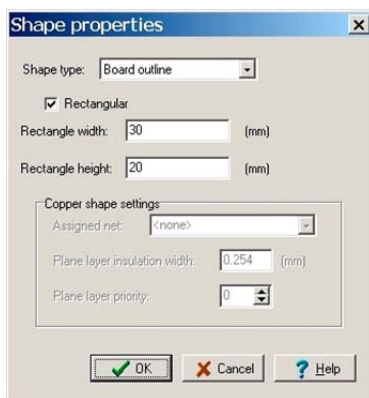 Shape properties
Shape type: Board outline
Rectangular
Rectangle width: 30 (mm)
Rectangle height: 20 (mm)
Copper shape settings
Assigned net: <none>
Plane layer insulation width: 0.254 (mm)
Plane layer priority: 0
OK Cancel ? Help